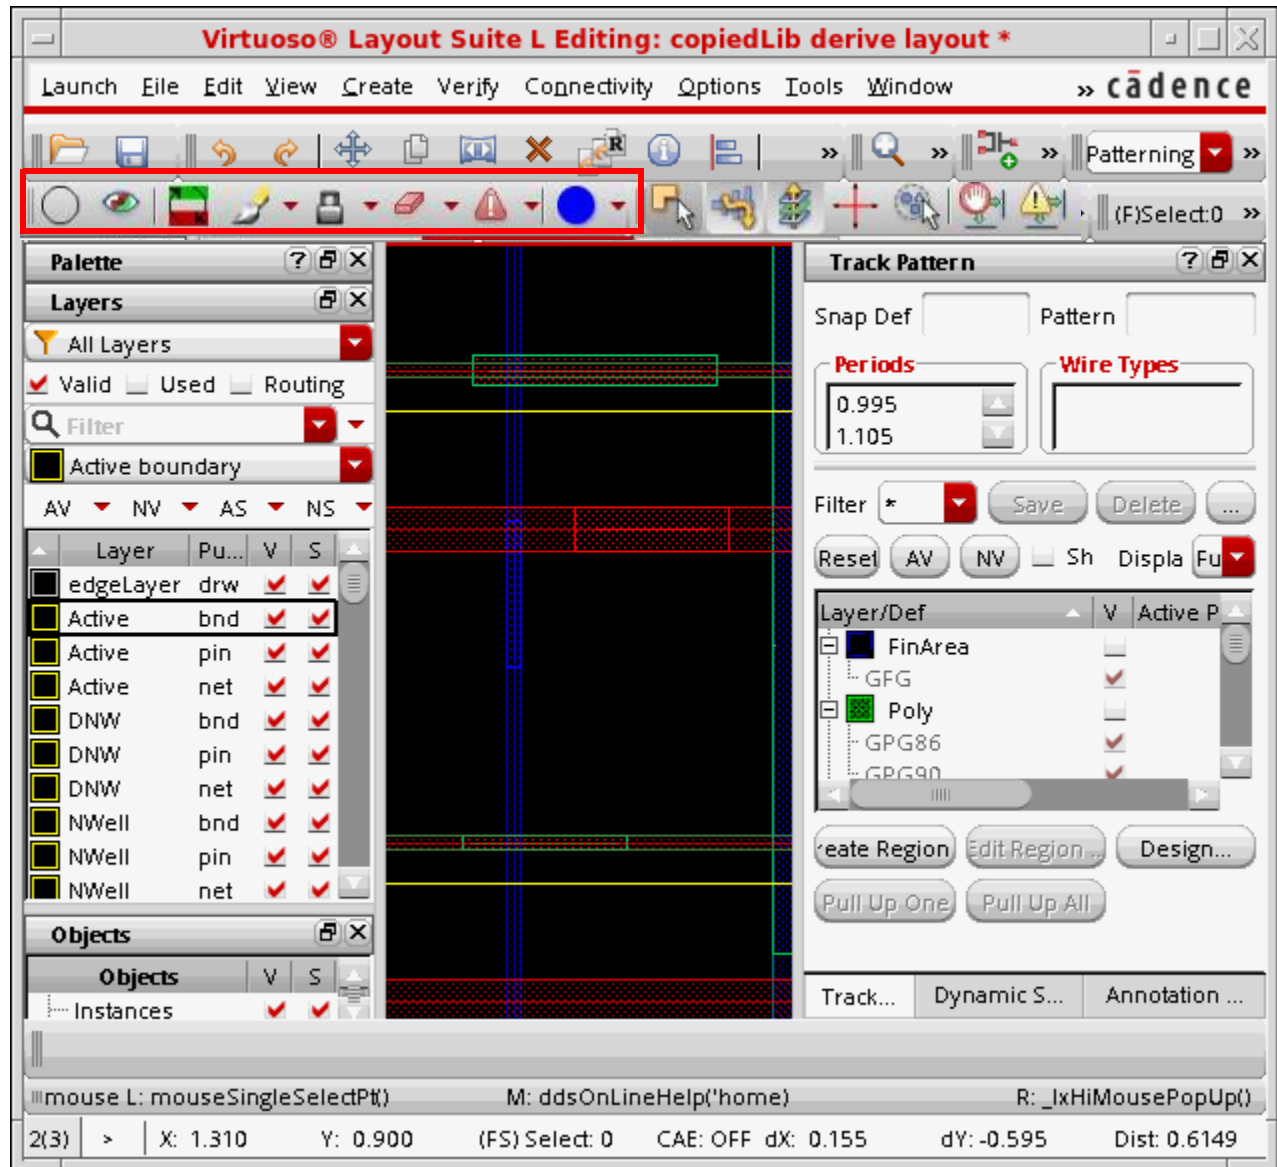 Virtuoso® Layout Suite L Editing: copiedLib derive layout *
Launch File Edit View Create Verify Connectivity Options Tools Window » cādence
R » » » Patterning »
(F)Select:0 »
Palette ?
Layers
All Layers
Valid Used Routing
Filter
Active boundary
AV NV AS NS
Layer Pu... V S
edgeLayer drw
Active bnd
Active pin
Active net
DNW bnd
DNW pin
DNW net
NWell bnd
NWell pin
NWell net
Objects
Objects V S
Instances
Track Pattern ?
Snap Def Pattern
Periods Wire Types
0.995
1.105
Filter * Save Delete ...
Reset AV NV Sh Displa Fu
Layer/Def V Active P
FinArea
GFG
Poly
GPG86
GPG90
eate Region Edit Region ... Design...
Pull Up One Pull Up All
Track... Dynamic S... Annotation ...
mouse L: mouseSingleSelectPt() M: ddsOnLineHelp('home) R: _lxHiMousePopUp()
2(3) > X: 1.310 Y: 0.900 (FS) Select: 0 CAE: OFF dX: 0.155 dY: -0.595 Dist: 0.6149